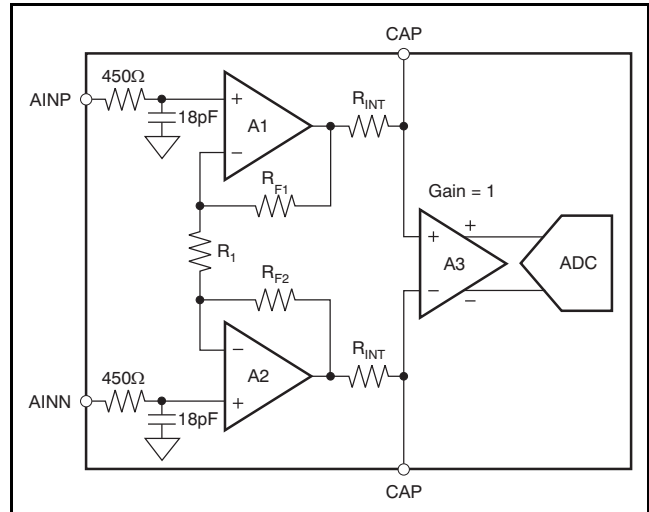 CAP
450Ω
AINP
18pF
+
A1
−
R_INT
R_F1
Gain = 1
R_1
+
+
A3
−
−
ADC
R_F2
−
A2
+
R_INT
450Ω
AINN
18pF
CAP